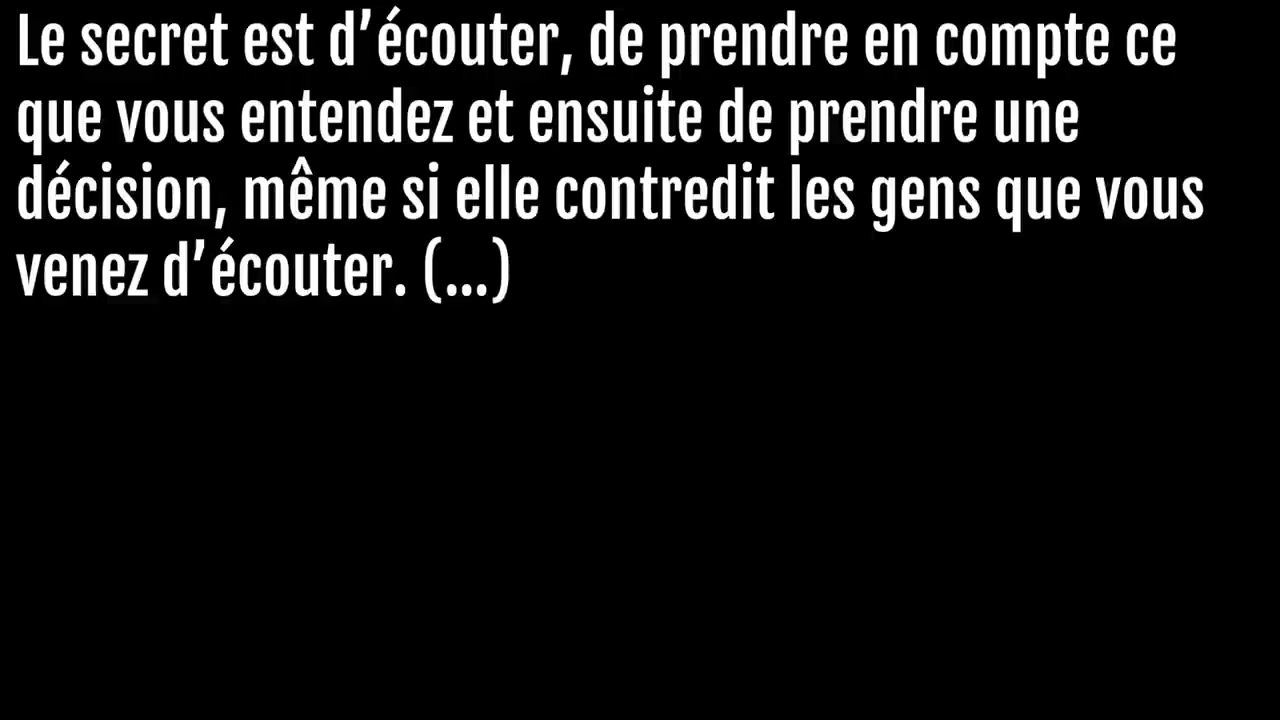 Le secret est d’écouter, de prendre en compte ce
que vous entendez et ensuite de prendre une
décision, même si elle contredit les gens que vous
venez d’écouter. (...)